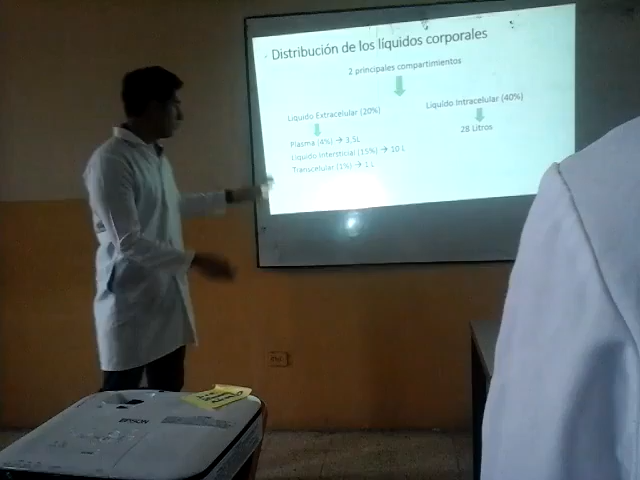 Distribución de los líquidos corporales
2 principales compartimientos
Liquido Extracelular (20%)
Liquido Intracelular (40%)
28 Litros
Plasma (4%) → 3,5L
Liquido Intersticial (15%) → 10 L
Transcelular (1%) → 1 L
EPSON